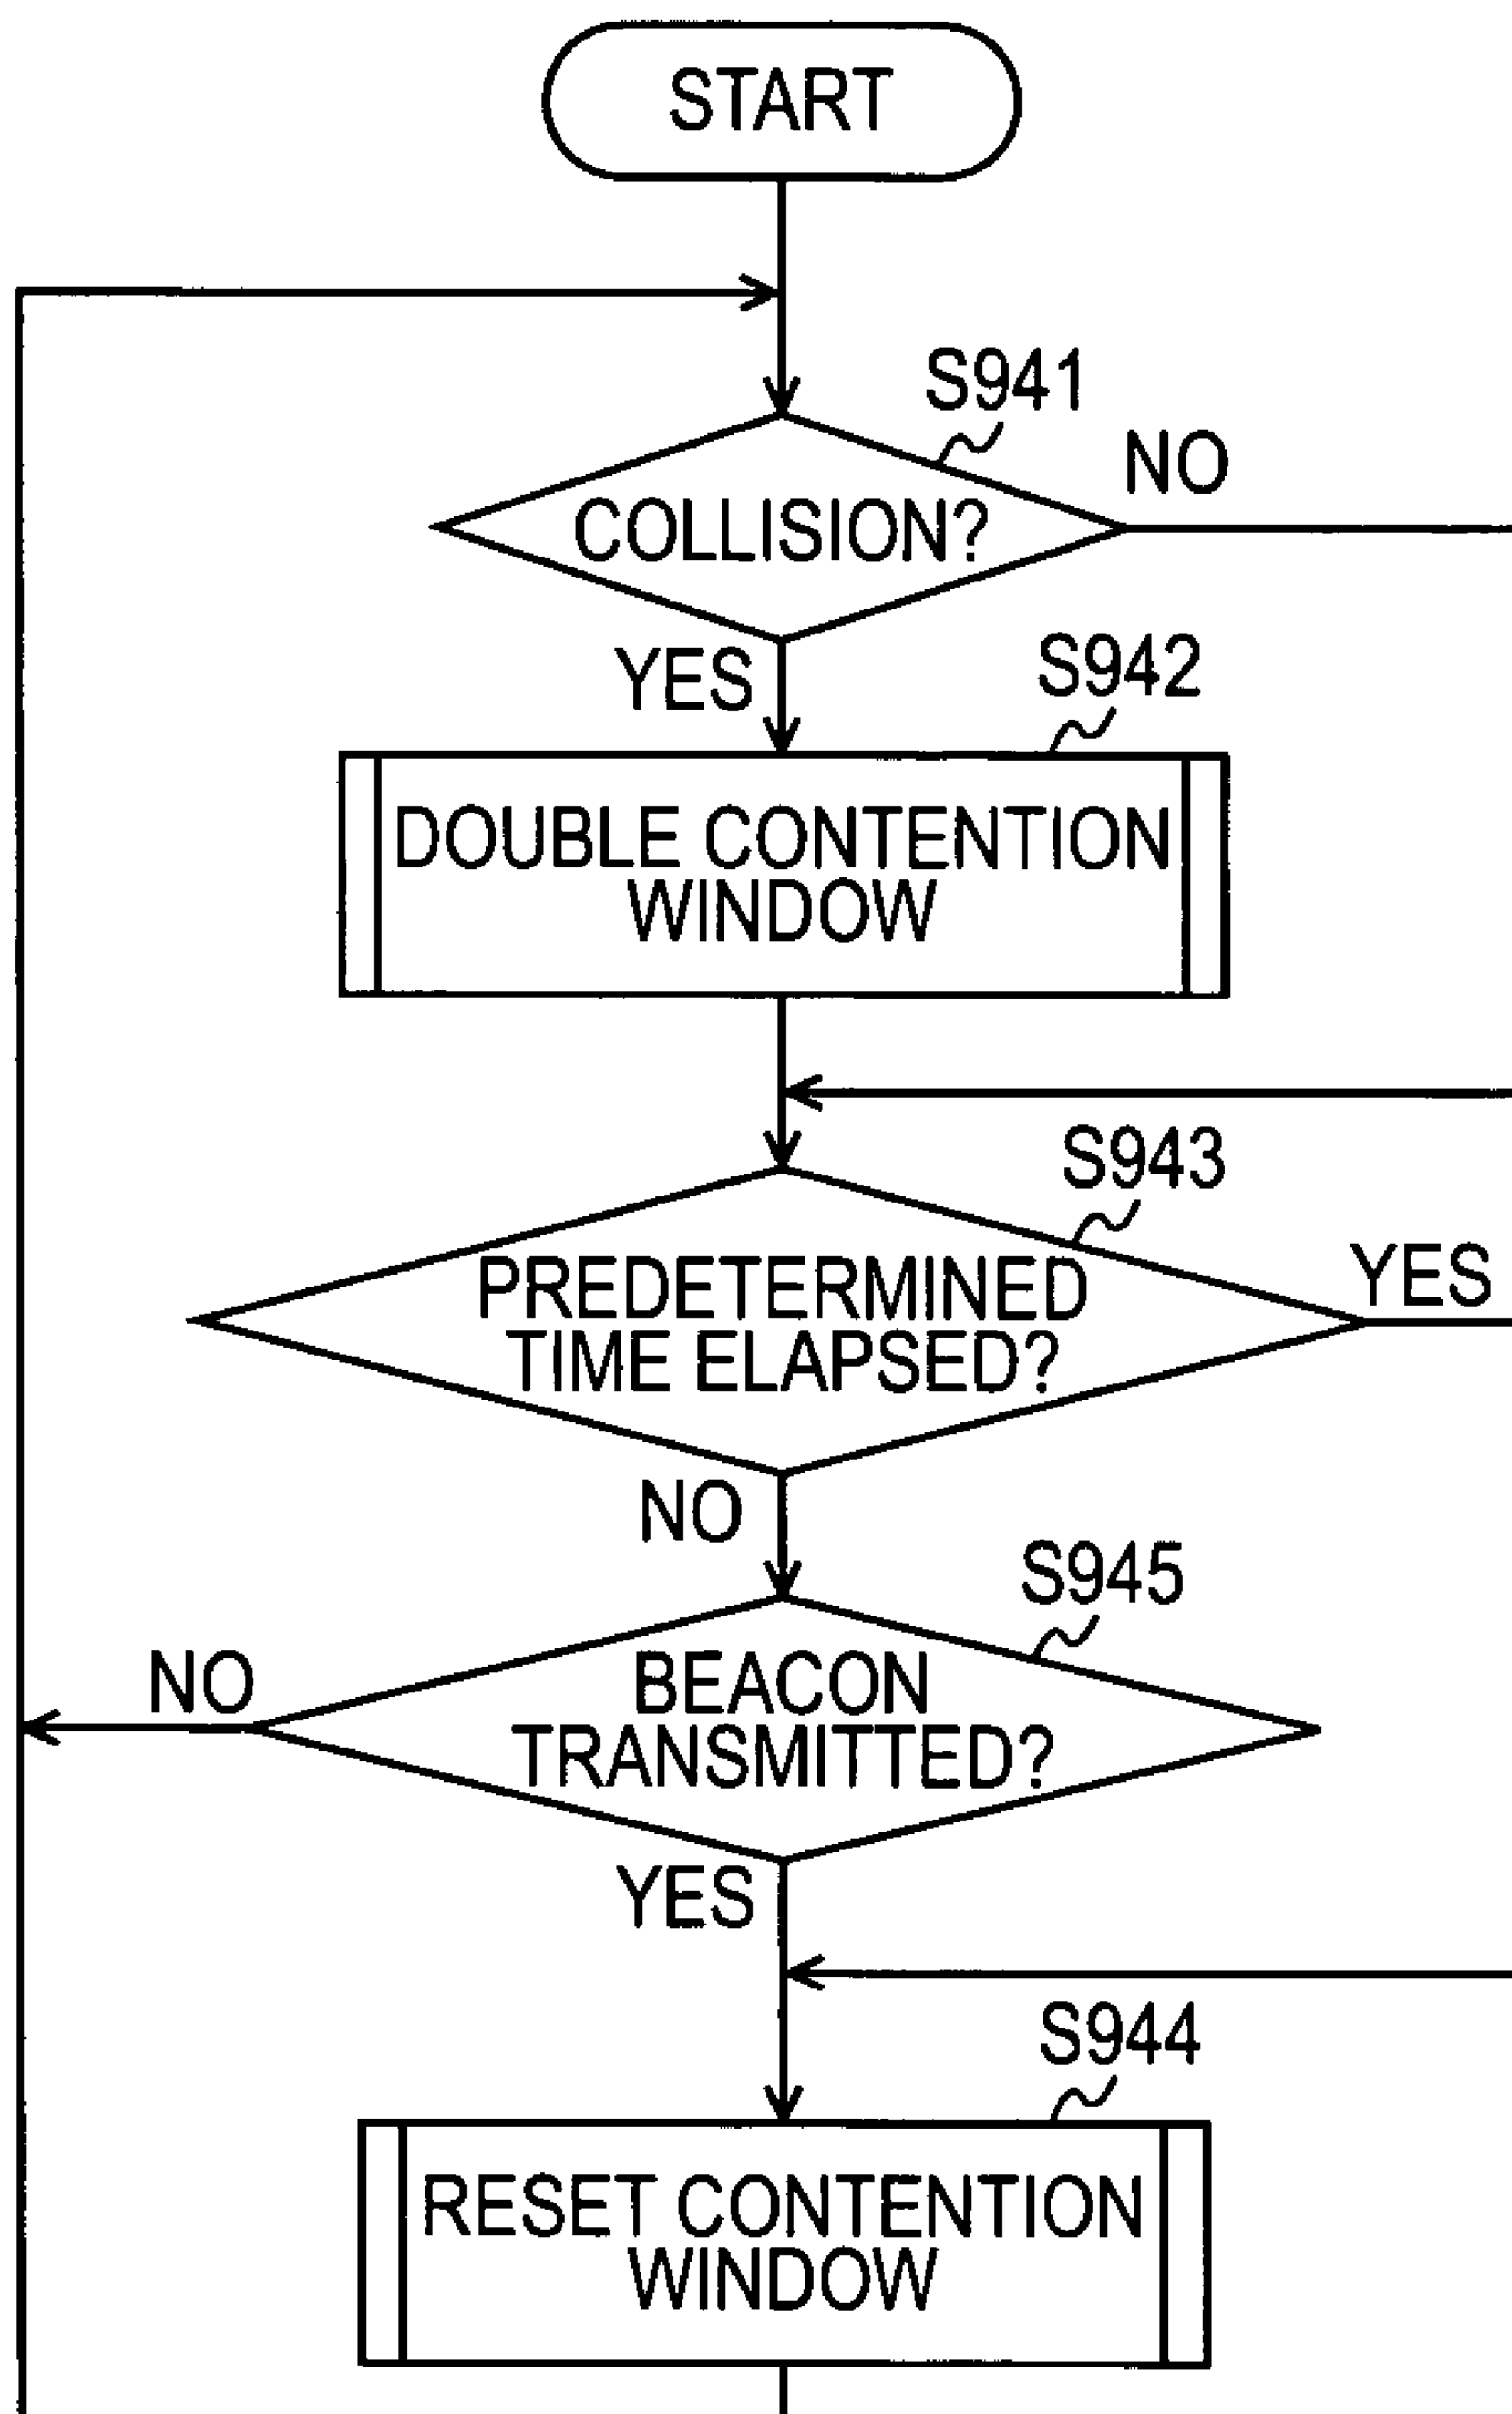 START
S941
NO
COLLISION?
YES
S942
DOUBLE CONTENTION
WINDOW
S943
PREDETERMINED
TIME ELAPSED?
YES
NO
S945
NO
BEACON
TRANSMITTED?
YES
S944
RESET CONTENTION
WINDOW